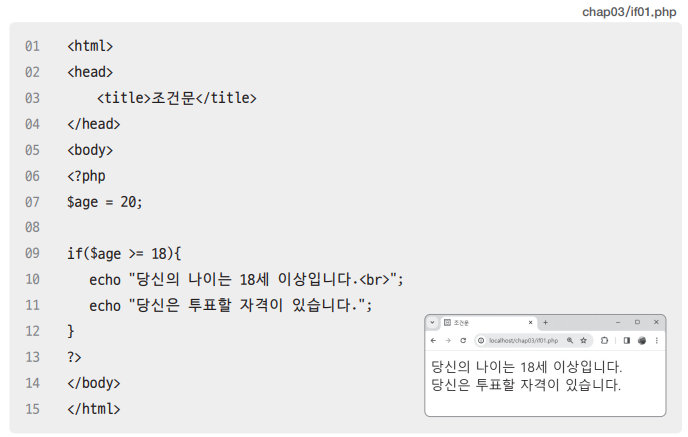 chap03/if01.php
01 <html>
02 <head>
03 <title>조건문</title>
04 </head>
05 <body>
06 <?php
07 $age = 20;
08
09 if($age >= 18){
10 echo "당신의 나이는 18세 이상입니다.<br>";
11 echo "당신은 투표할 자격이 있습니다.";
12 }
13 ?>
14 </body>
15 </html>
조건문
localhost/chap03/if01.php
당신의 나이는 18세 이상입니다.
당신은 투표할 자격이 있습니다.